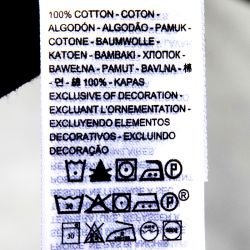 100% COTTON - COTON -
ALGODÓN - ALGODÃO - PAMUK -
COTONE - BAUMWOLLE -
KATOEN - BAMBAKI - ХЛОПОК -
BAWEŁNA - PAMUT - BAVLNA - 棉
- 면 - 綿 100% - KAPAS
EXCLUSIVE OF DECORATION -
EXCLUANT L'ORNEMENTATION -
EXCLUYENDO ELEMENTOS
DECORATIVOS - EXCLUINDO
DECORAÇÃO
P
P
®